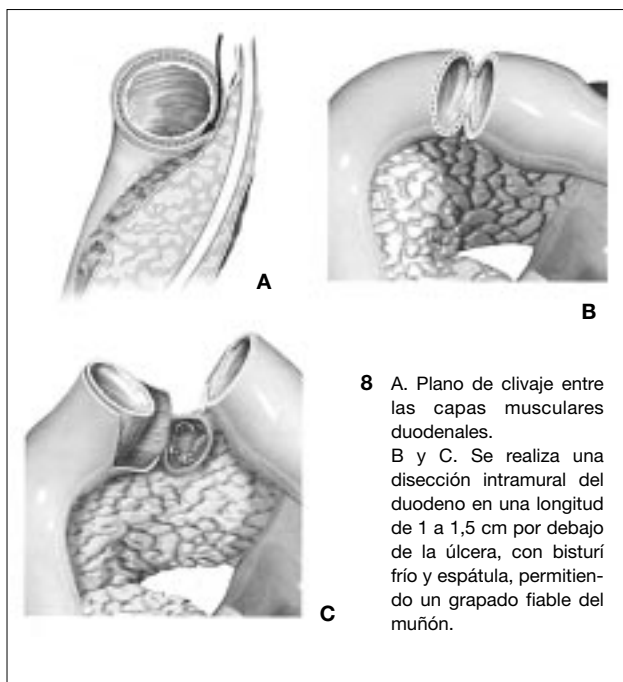 A
B
C
8 A. Plano de clivaje entre
las capas musculares
duodenales.
B y C. Se realiza una
disección intramural del
duodeno en una longitud
de 1 a 1,5 cm por debajo
de la úlcera, con bisturí
frío y espátula, permitien-
do un grapado fiable del
muñón.